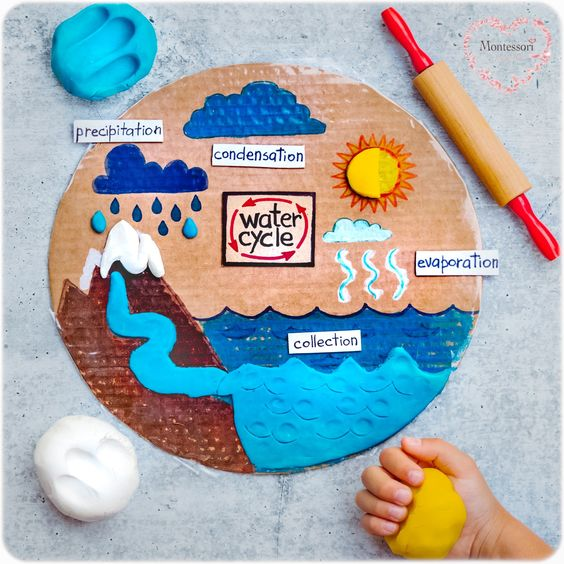 Montessori
precipitation
condensation
water
cycle
evaporation
collection